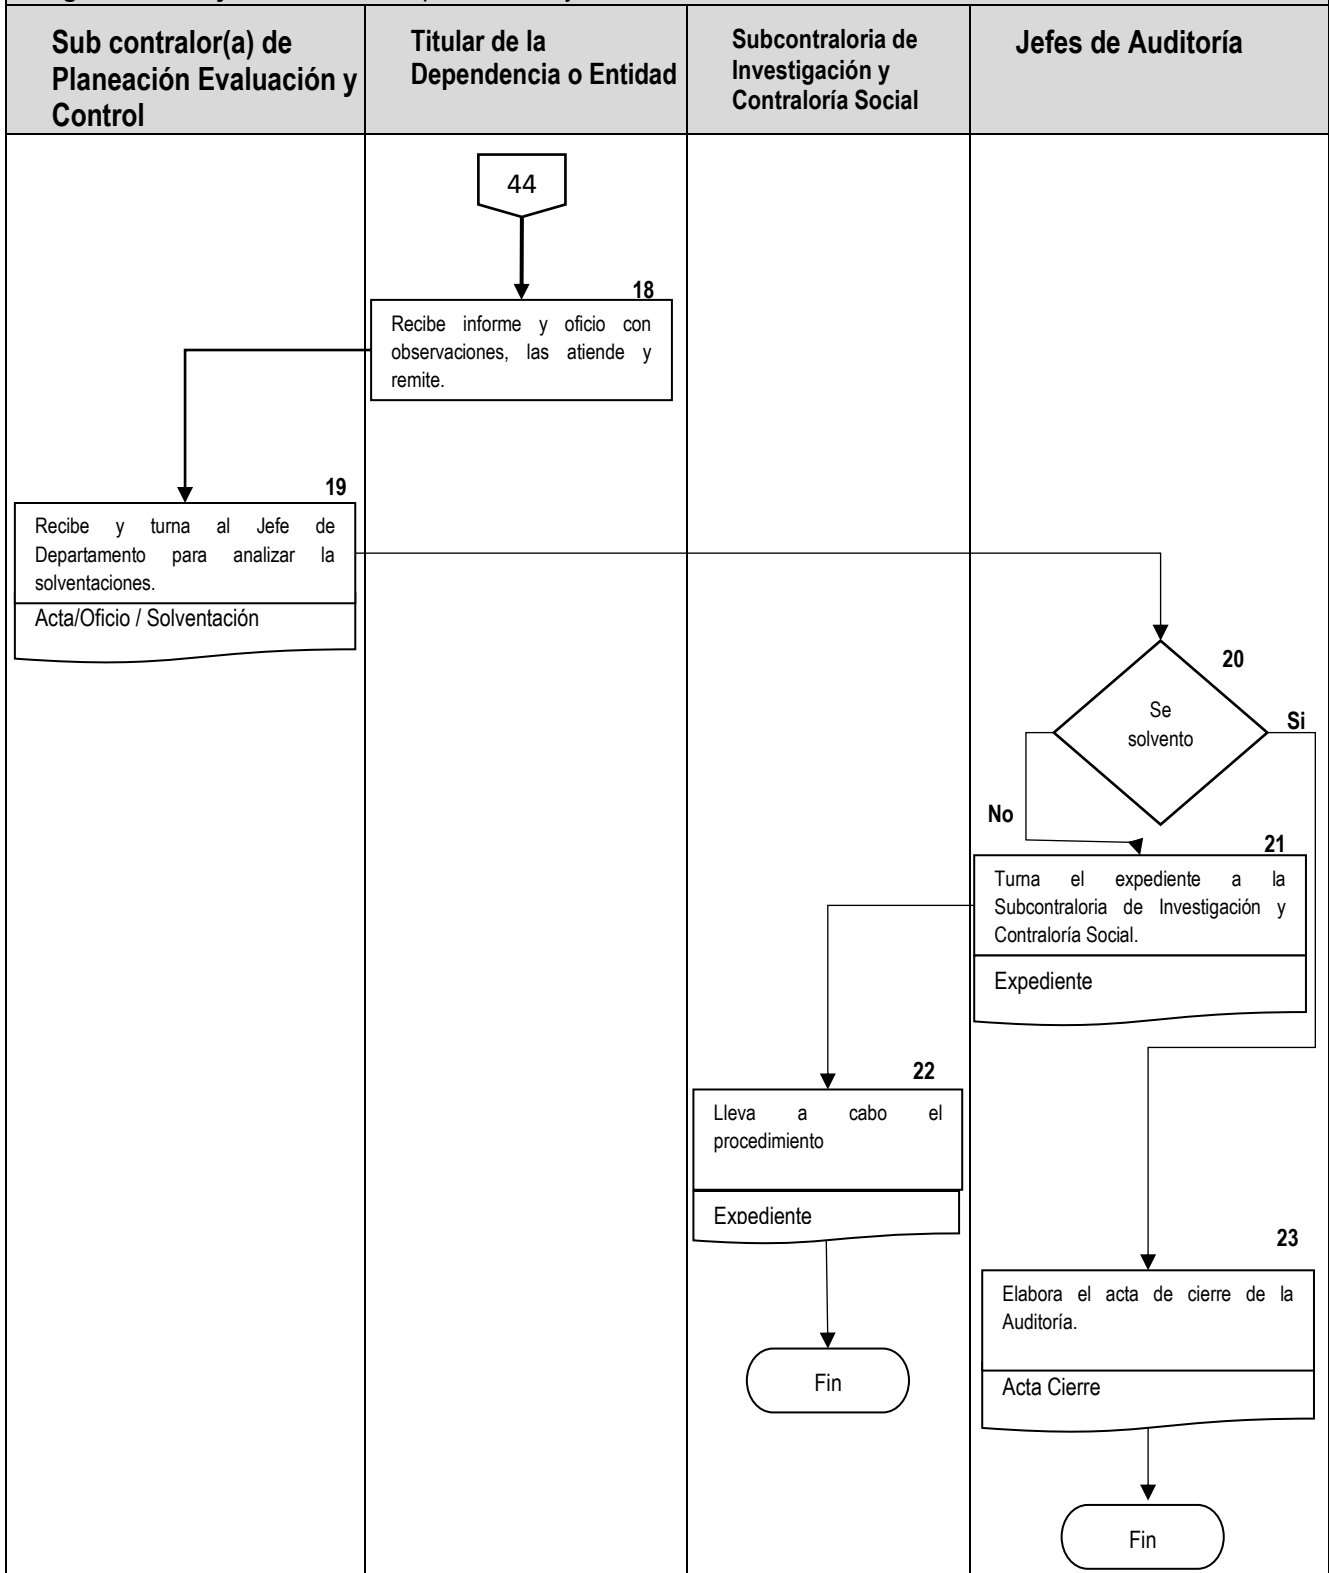 Sub contralor(a) de
Planeación Evaluación y
Control
Titular de la
Dependencia o Entidad
Subcontraloria de
Investigación y
Contraloría Social
Jefes de Auditoría
44
18
Recibe informe y oficio con
observaciones, las atiende y
remite.
19
Recibe y turna al Jefe de
Departamento para analizar la
solventaciones.
Acta/Oficio / Solventación
20
Se
solvento
Si
No
21
Turna el expediente a la
Subcontraloria de Investigación y
Contraloría Social.
Expediente
22
Lleva a cabo el
procedimiento
Expediente
23
Elabora el acta de cierre de la
Auditoría.
Acta Cierre
Fin
Fin